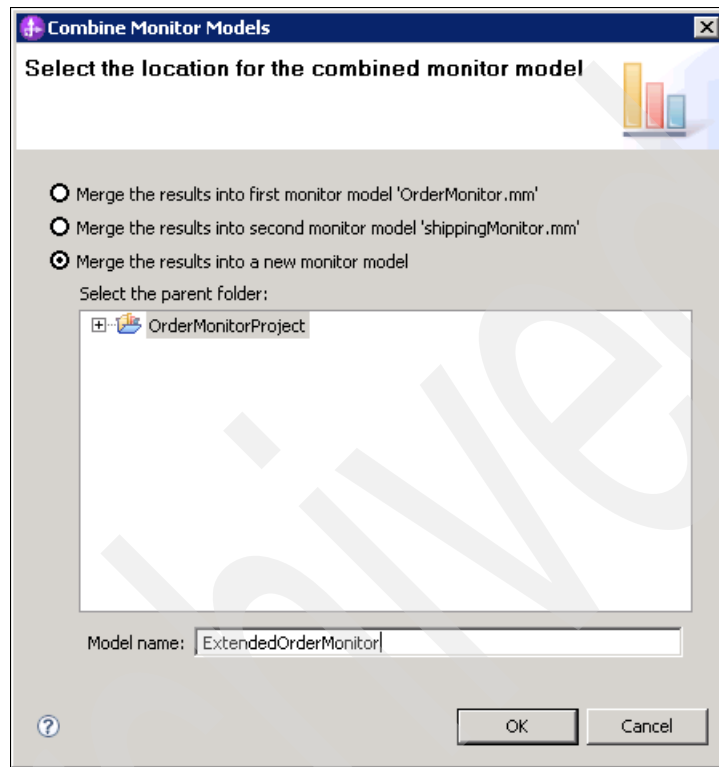 Combine Monitor Models
Select the location for the combined monitor model
Merge the results into first monitor model 'OrderMonitor.mm'
Merge the results into second monitor model 'shippingMonitor.mm'
Merge the results into a new monitor model
Select the parent folder:
OrderMonitorProject
Model name: ExtendedOrderMonitor
OK Cancel